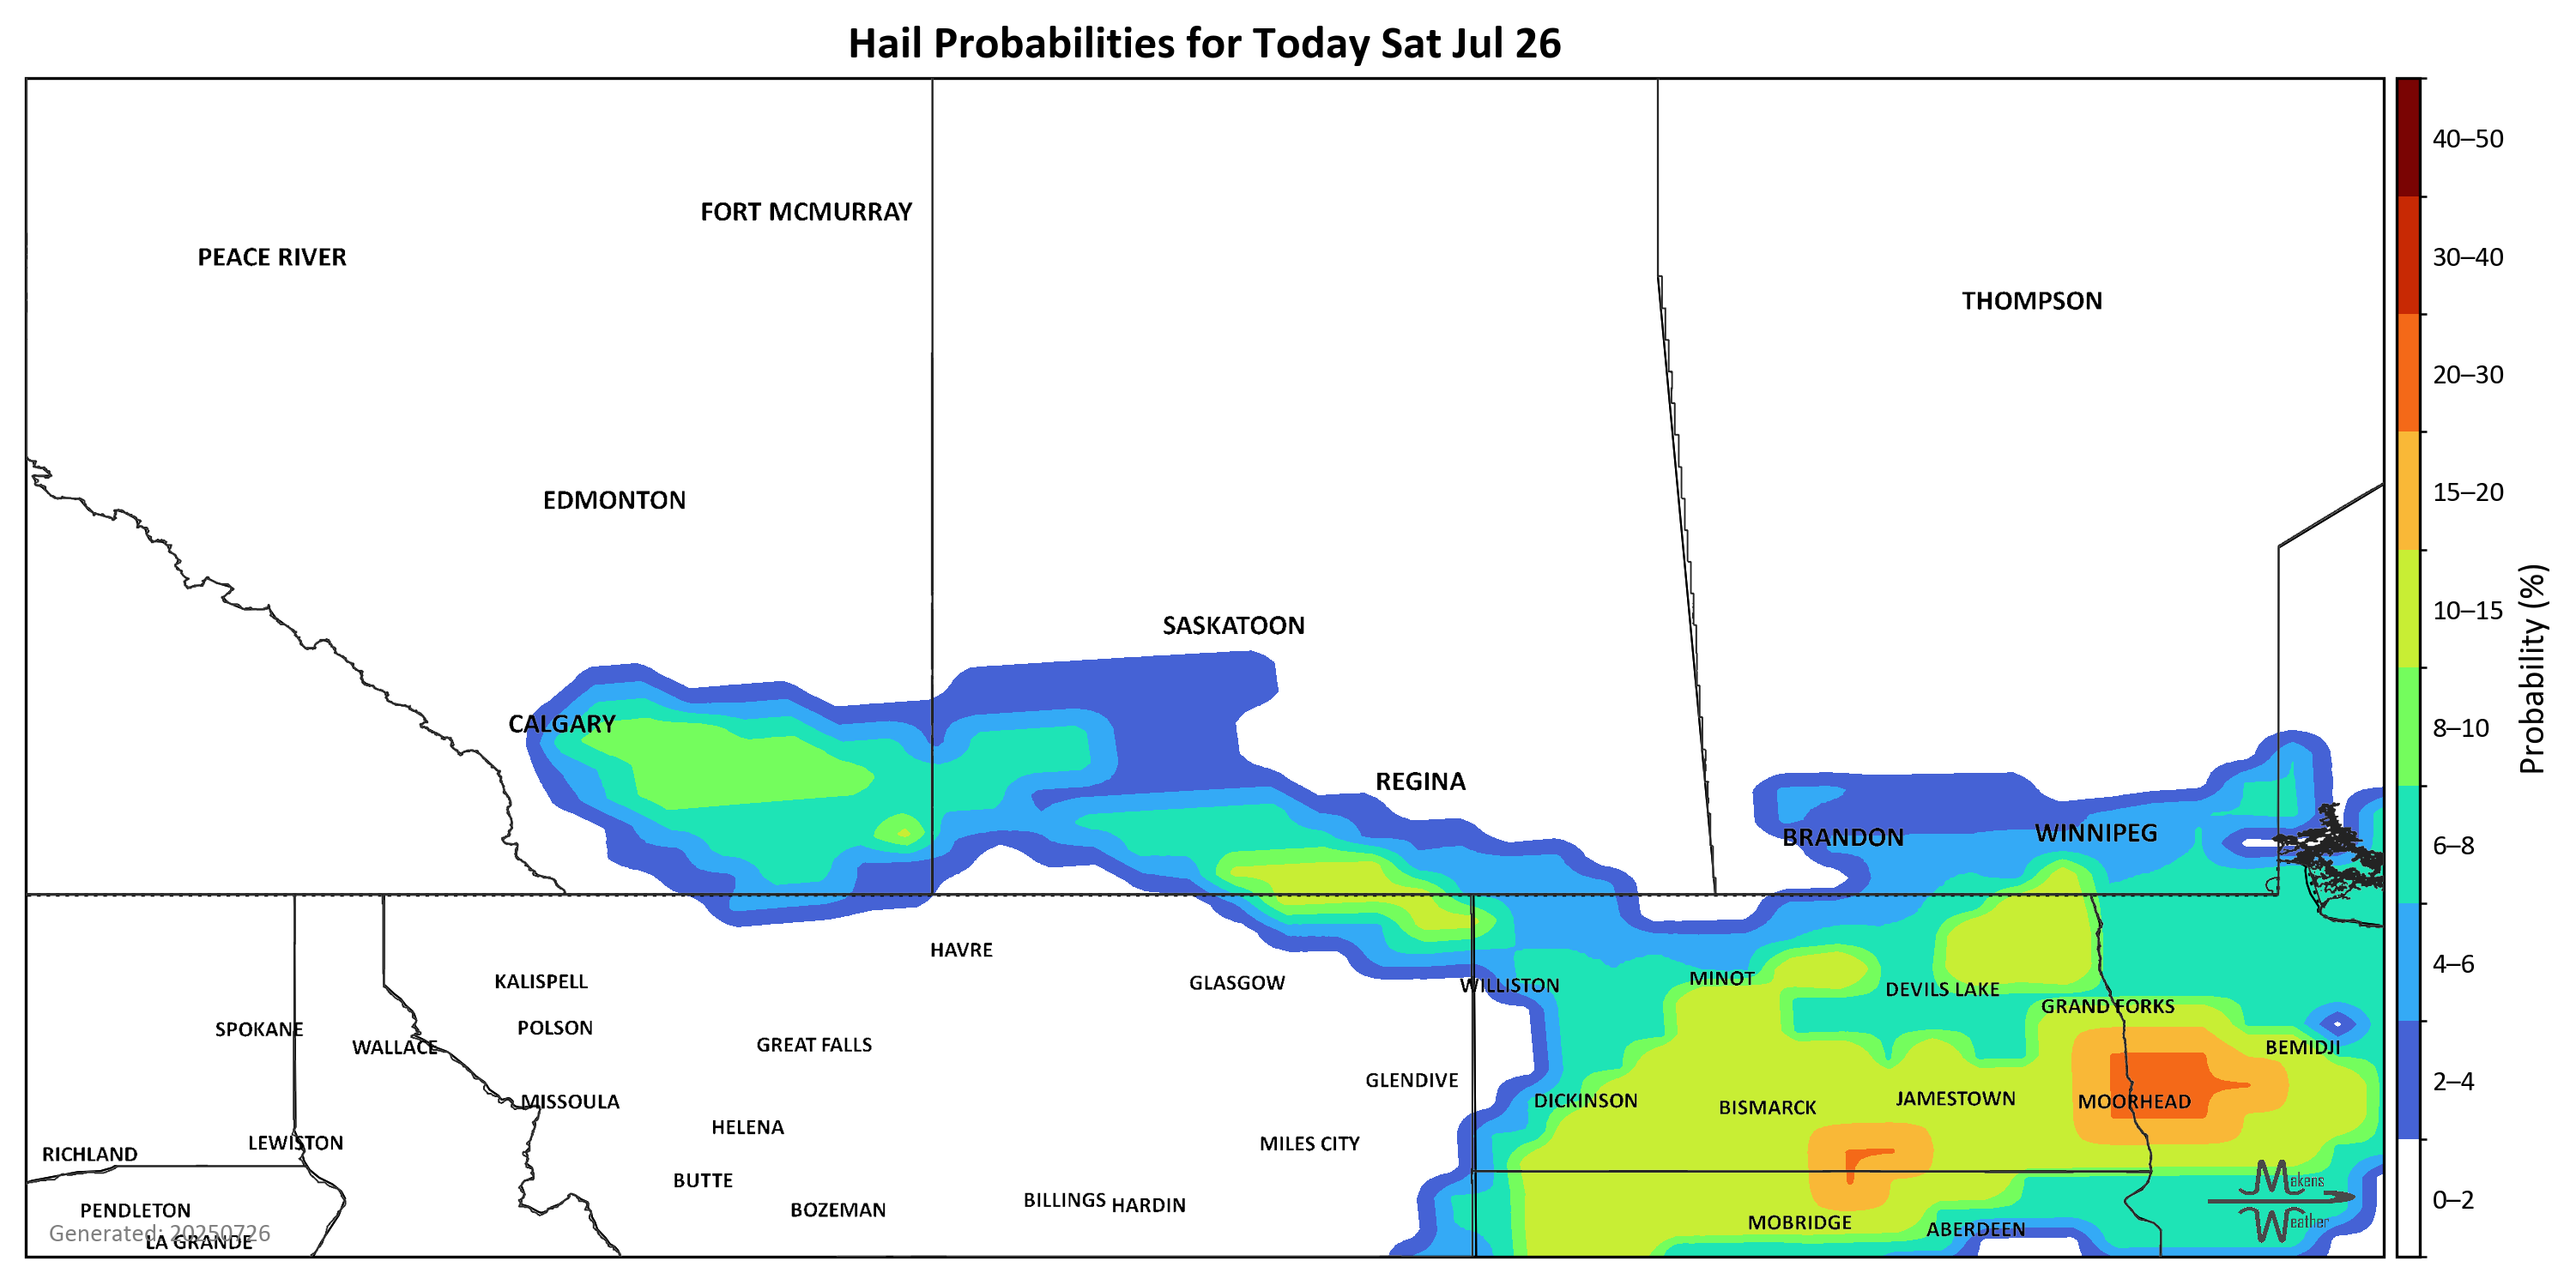 Hail Probabilities for Today Sat Jul 26
FORT MCMURRAY
PEACE RIVER
THOMPSON
EDMONTON
SASKATOON
CALGARY
REGINA
BRANDON
WINNIPEG
HAVRE
KALISPELL
GLASGOW
WILLISTON
MINOT
DEVILS LAKE
GRAND FORKS
SPOKANE
POLSON
WALLACE
GREAT FALLS
BEMIDJI
GLENDIVE
MISSOULA
DICKINSON
BISMARCK
JAMESTOWN
MOORHEAD
HELENA
LEWISTON
MILES CITY
RICHLAND
BUTTE
BILLINGS
HARDIN
PENDLETON
BOZEMAN
MOBRIDGE
ABERDEEN
Generated: 20250726
LA GRANDE
Makens
Weather
40–50
30–40
20–30
15–20
10–15
8–10
6–8
4–6
2–4
0–2
Probability (%)